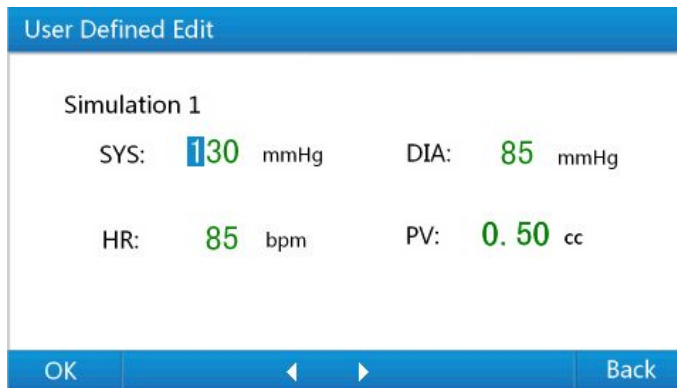 User Defined Edit
Simulation 1
SYS: 130 mmHg DIA: 85 mmHg
HR: 85 bpm PV: 0.50 cc
OK Back